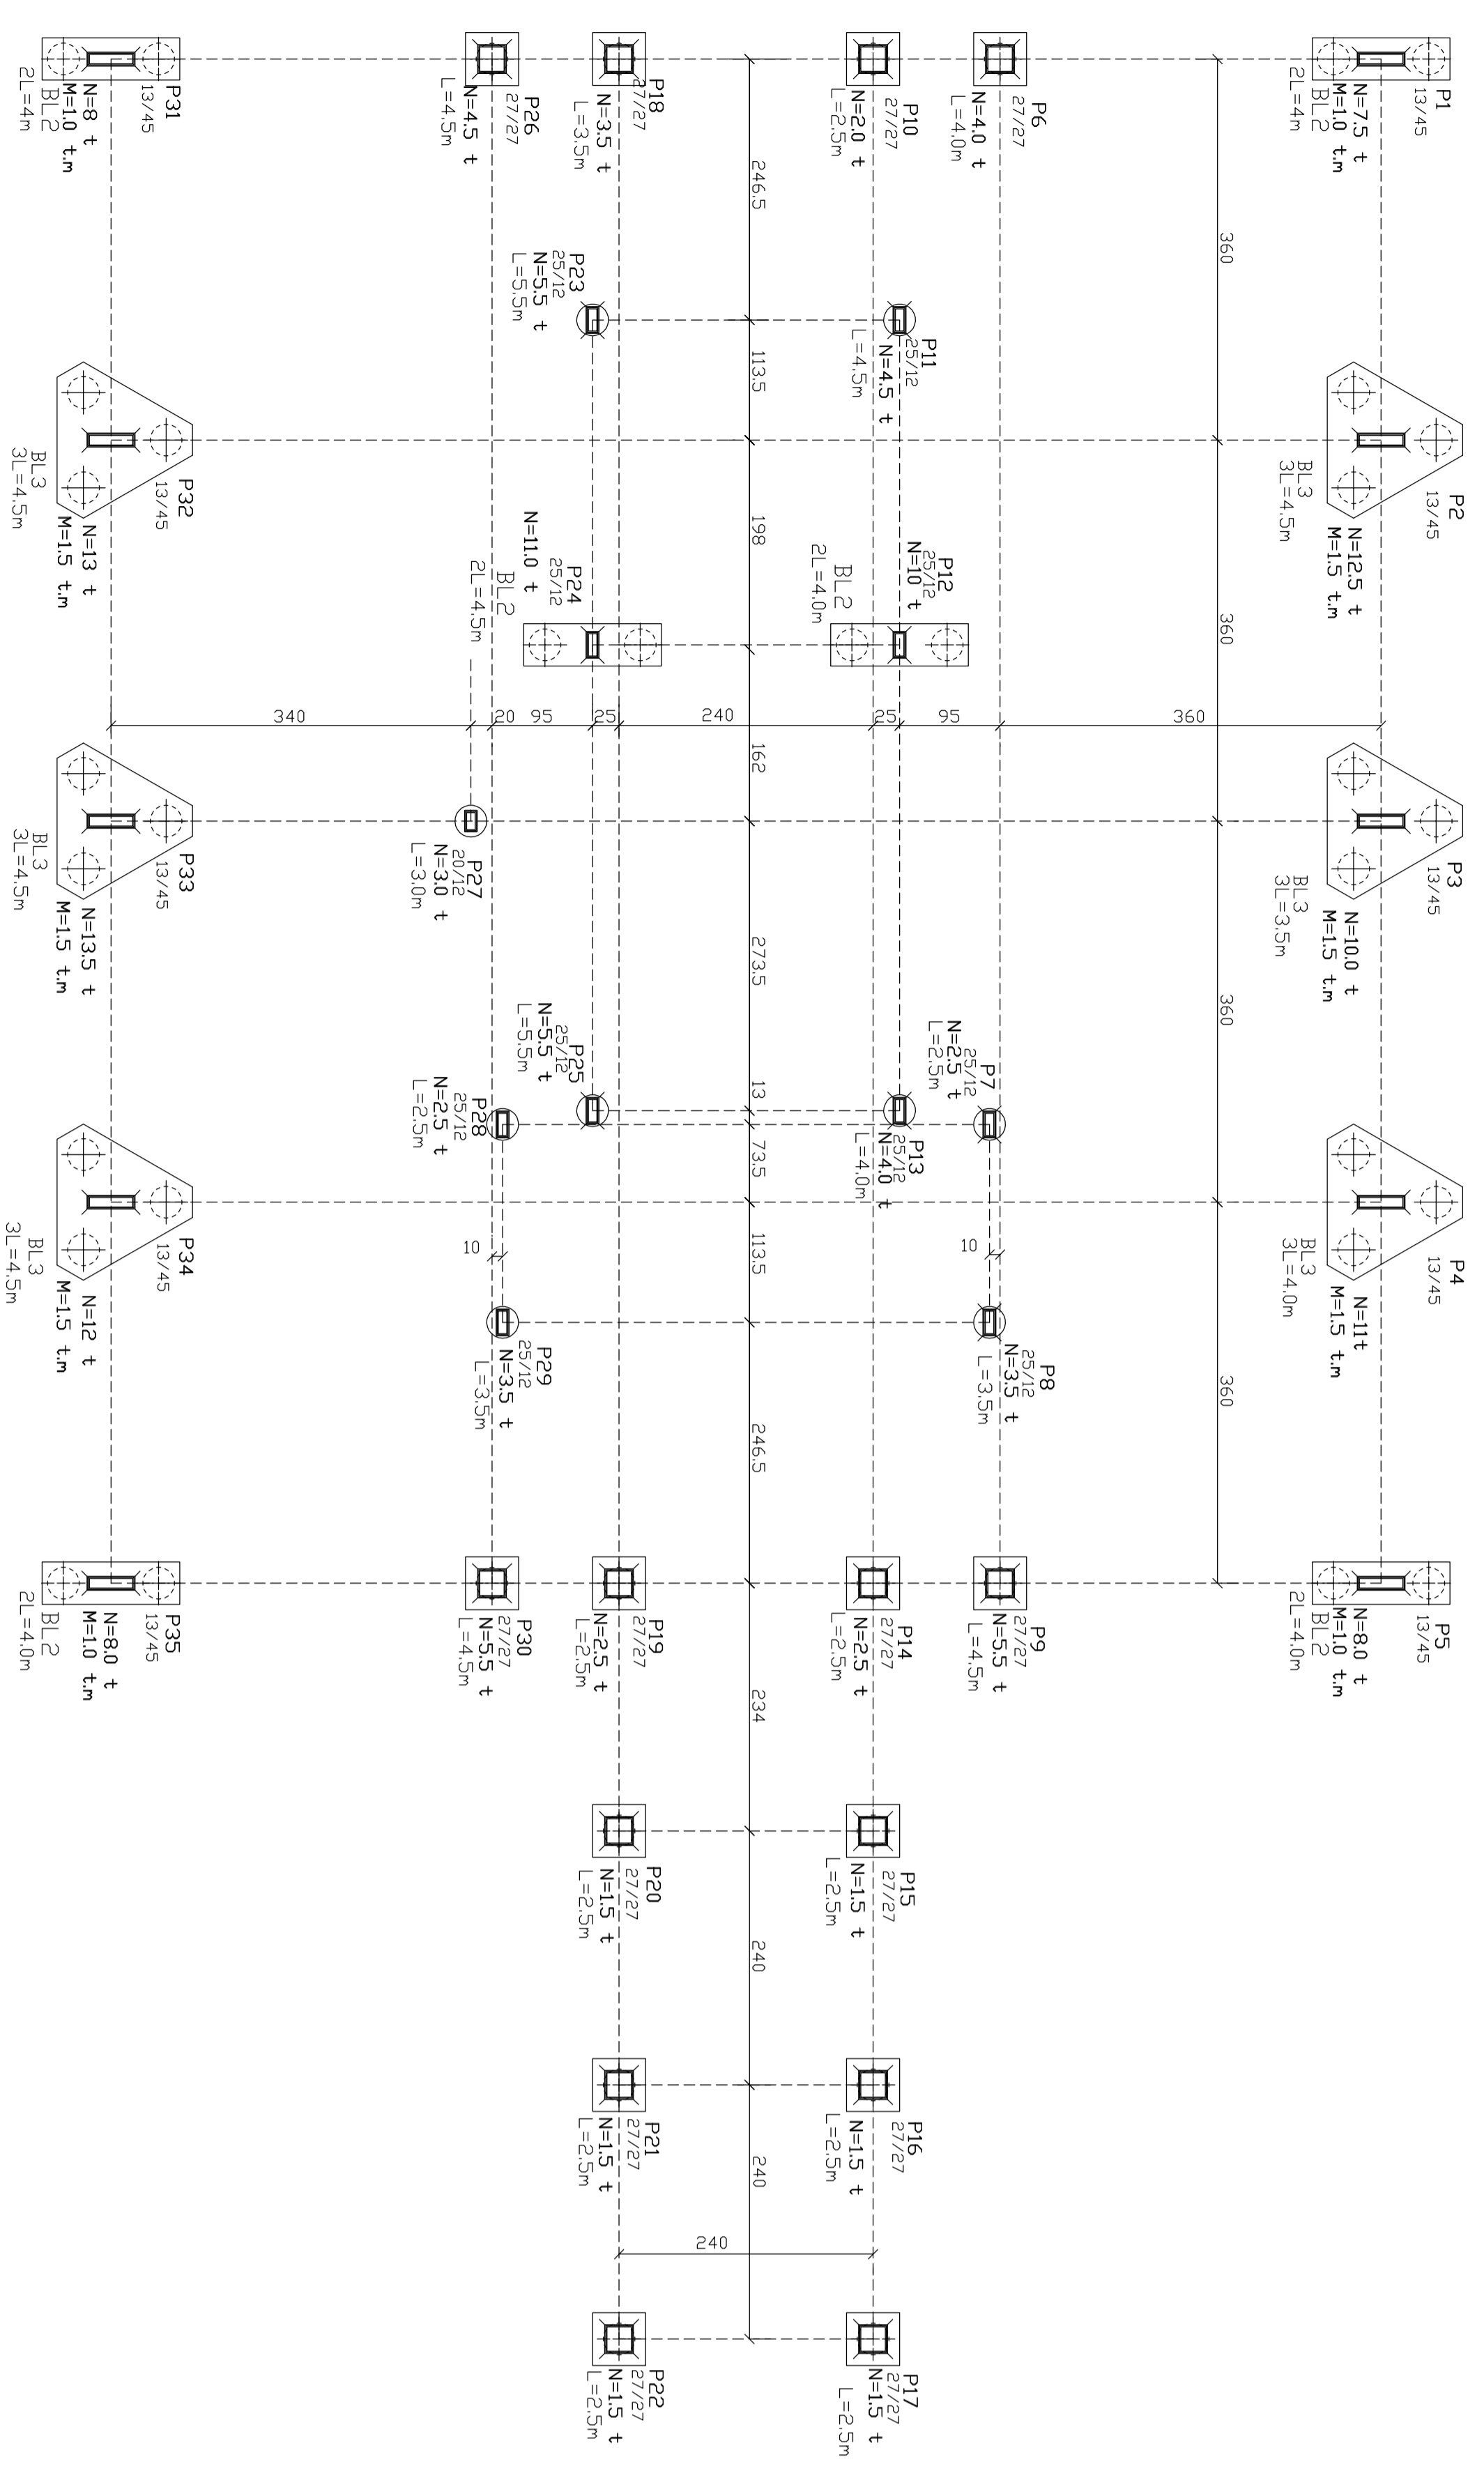 P1
13/45
N=7.5 t
M=1.0 t.m
BL2
2L=4m
P2
13/45
N=12.5 t
M=1.5 t.m
BL3
3L=4.5m
P3
13/45
N=10.0 t
M=1.5 t.m
BL3
3L=3.5m
P4
13/45
N=11t
M=1.5 t.m
BL3
3L=4.0m
P5
13/45
N=8.0 t
M=1.0 t.m
BL2
2L=4.0m
360
360
360
360
360
P6
27/27
N=4.0 t
L=4.0m
P7
25/12
N=2.5 t
L=2.5m
10
P8
25/12
N=3.5 t
L=3.5m
P9
27/27
N=5.5 t
L=4.5m
95
P10
27/27
N=2.0 t
L=2.5m
P11
25/12
N=4.5 t
L=4.5m
P12
25/12
N=10 t
BL2
2L=4.0m
25
P13
25/12
N=4.0 t
L=4.0m
P14
27/27
N=2.5 t
L=2.5m
P15
27/27
N=1.5 t
L=2.5m
P16
27/27
N=1.5 t
L=2.5m
P17
27/27
N=1.5 t
L=2.5m
246.5
113.5
198
162
273.5
13
73.5
113.5
246.5
234
240
240
240
240
P18
27/27
N=3.5 t
L=3.5m
P19
27/27
N=2.5 t
L=2.5m
P20
27/27
N=1.5 t
L=2.5m
P21
27/27
N=1.5 t
L=2.5m
P22
27/27
N=1.5 t
L=2.5m
25
P23
25/12
N=5.5 t
L=5.5m
P24
25/12
N=11.0 t
BL2
2L=4.5m
95
P25
25/12
N=5.5 t
L=5.5m
P26
27/27
N=4.5 t
L=4.5m
20
P27
20/12
N=3.0 t
L=3.0m
P28
25/12
N=2.5 t
L=2.5m
10
P29
25/12
N=3.5 t
L=3.5m
P30
27/27
N=5.5 t
L=4.5m
340
P31
13/45
N=8 t
M=1.0 t.m
BL2
2L=4m
P32
13/45
N=13 t
M=1.5 t.m
BL3
3L=4.5m
P33
13/45
N=13.5 t
M=1.5 t.m
BL3
3L=4.5m
P34
13/45
N=12 t
M=1.5 t.m
BL3
3L=4.5m
P35
13/45
N=8.0 t
M=1.0 t.m
BL2
2L=4.0m